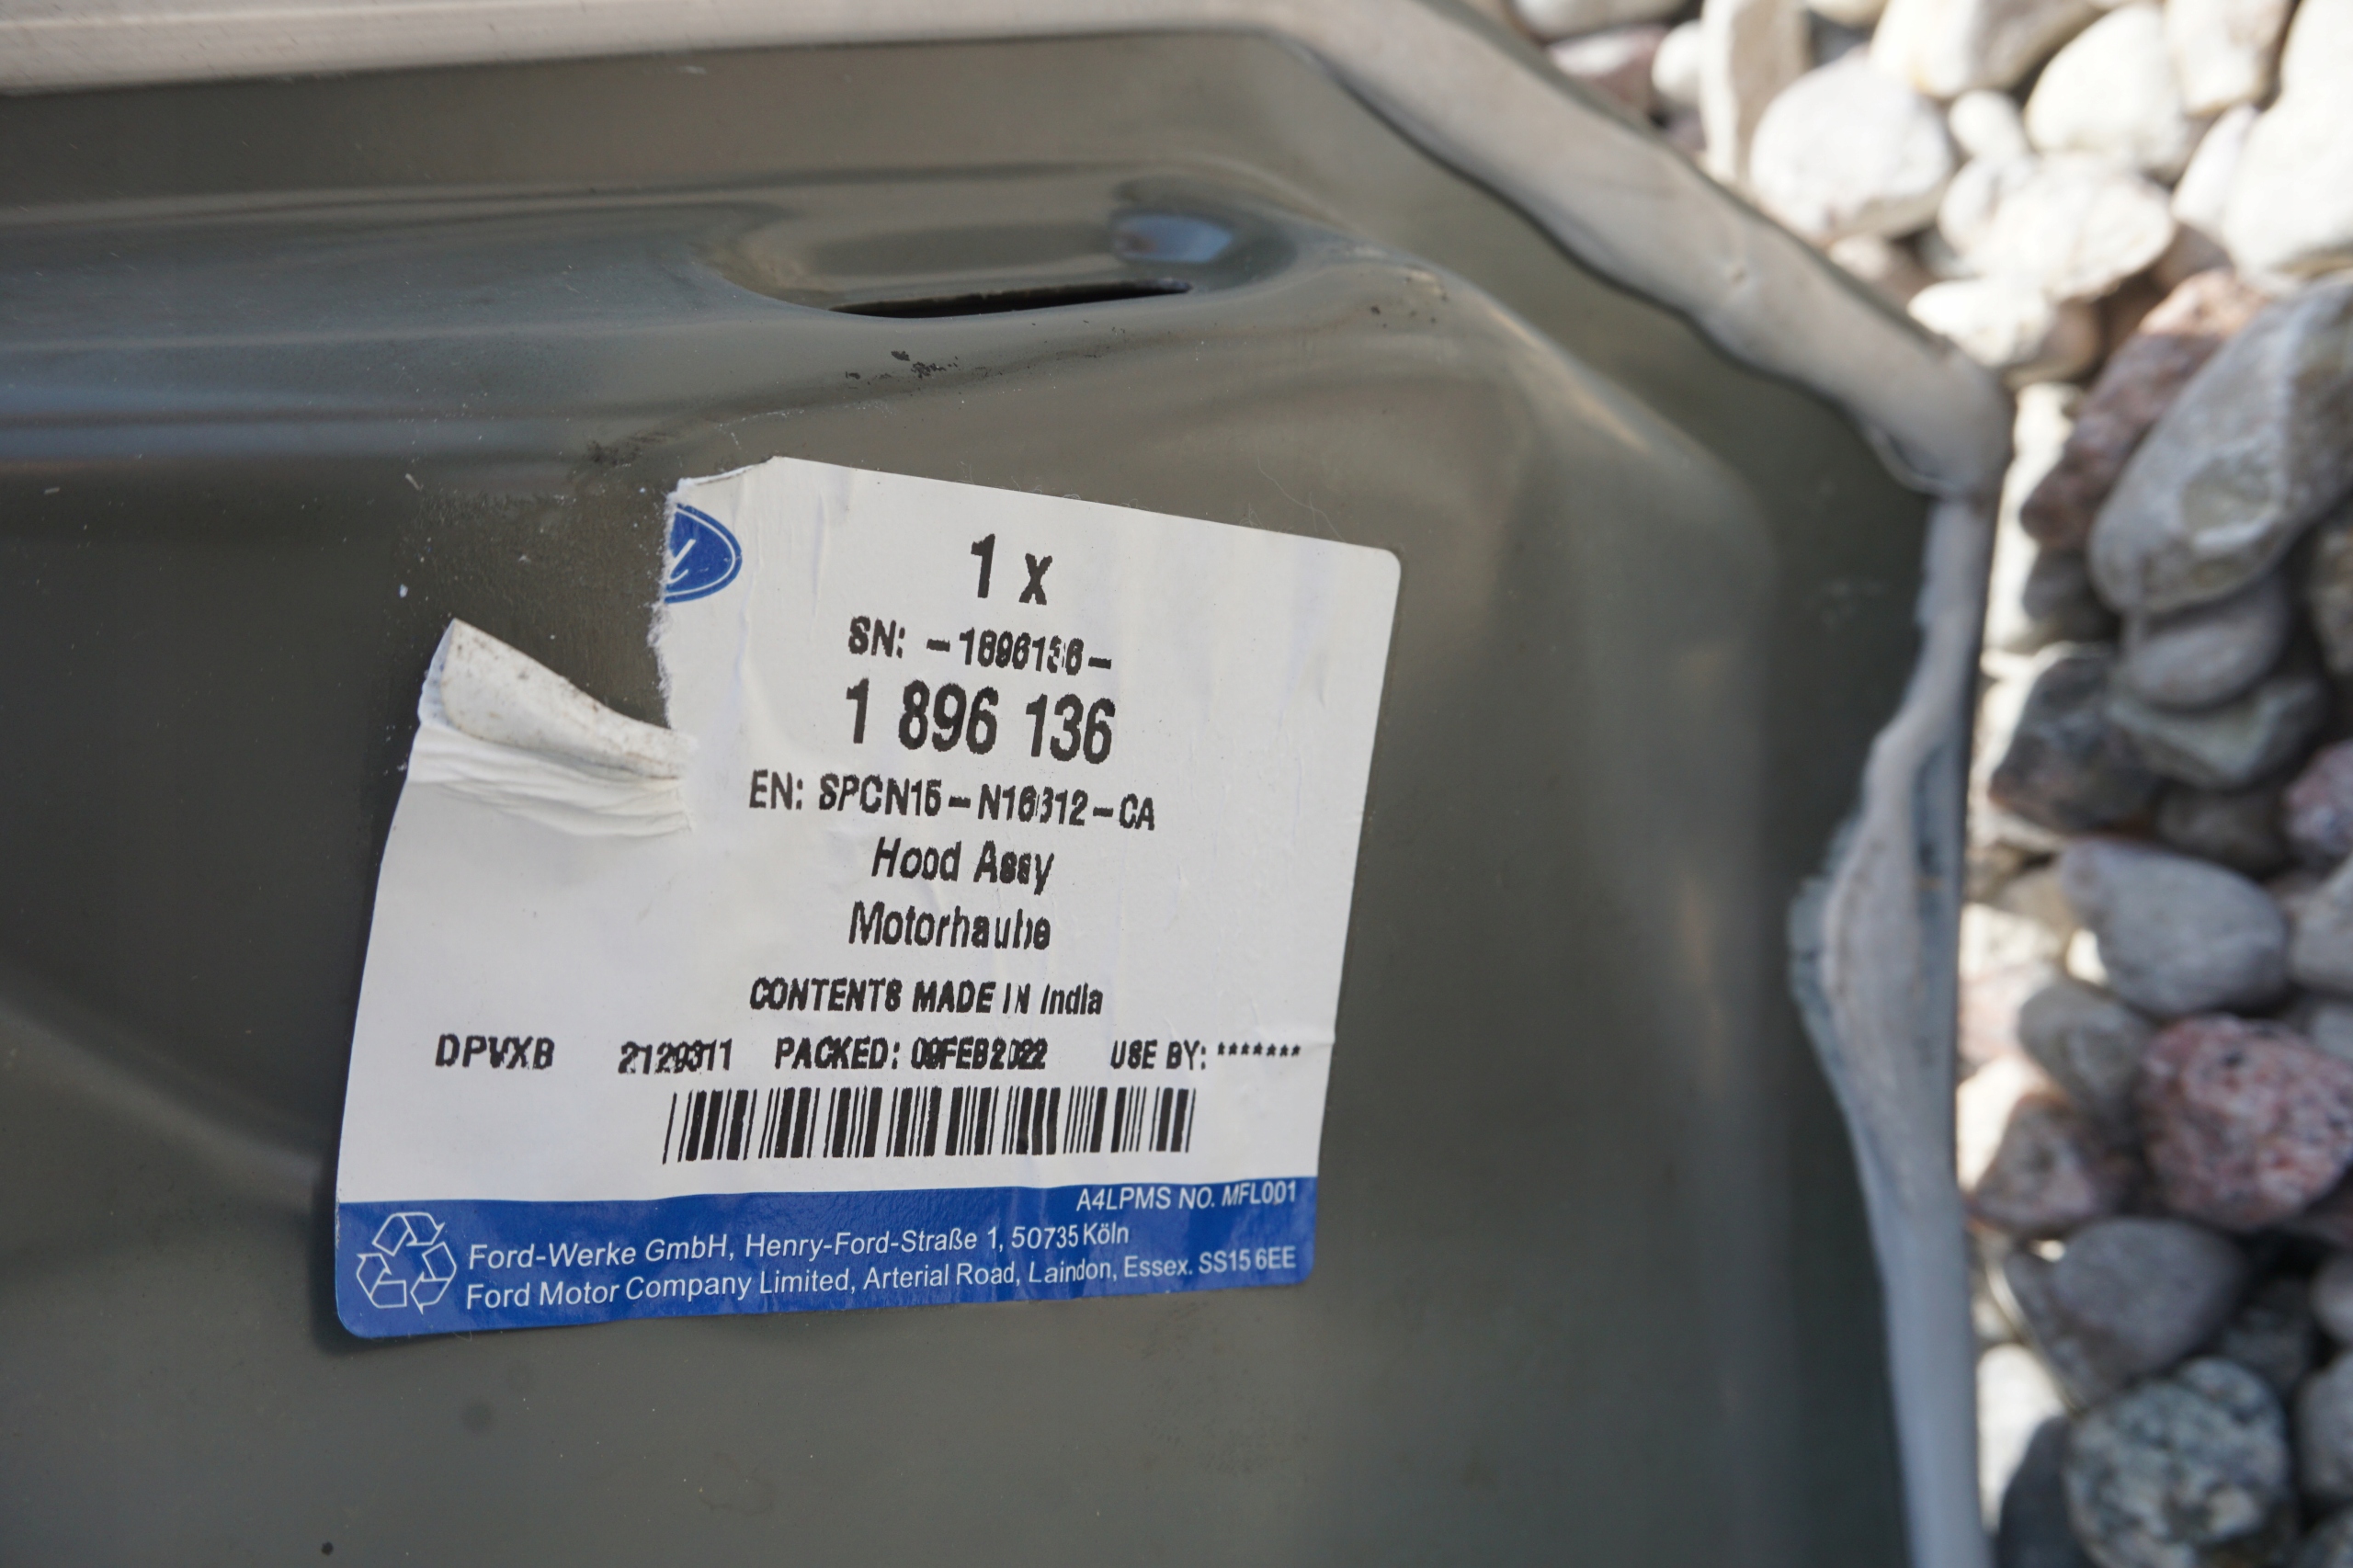 1 x
SN: -1896136-
1 896 136
EN: SPCN15-N16312-CA
Hood Assy
Motorhaube
CONTENTS MADE IN India
DPVXB 2129311 PACKED: 09FEB2022 USE BY: *******
A4LPMS NO. MFL001
Ford-Werke GmbH, Henry-Ford-Straße 1, 50735 Köln
Ford Motor Company Limited, Arterial Road, Laindon, Essex. SS15 6EE